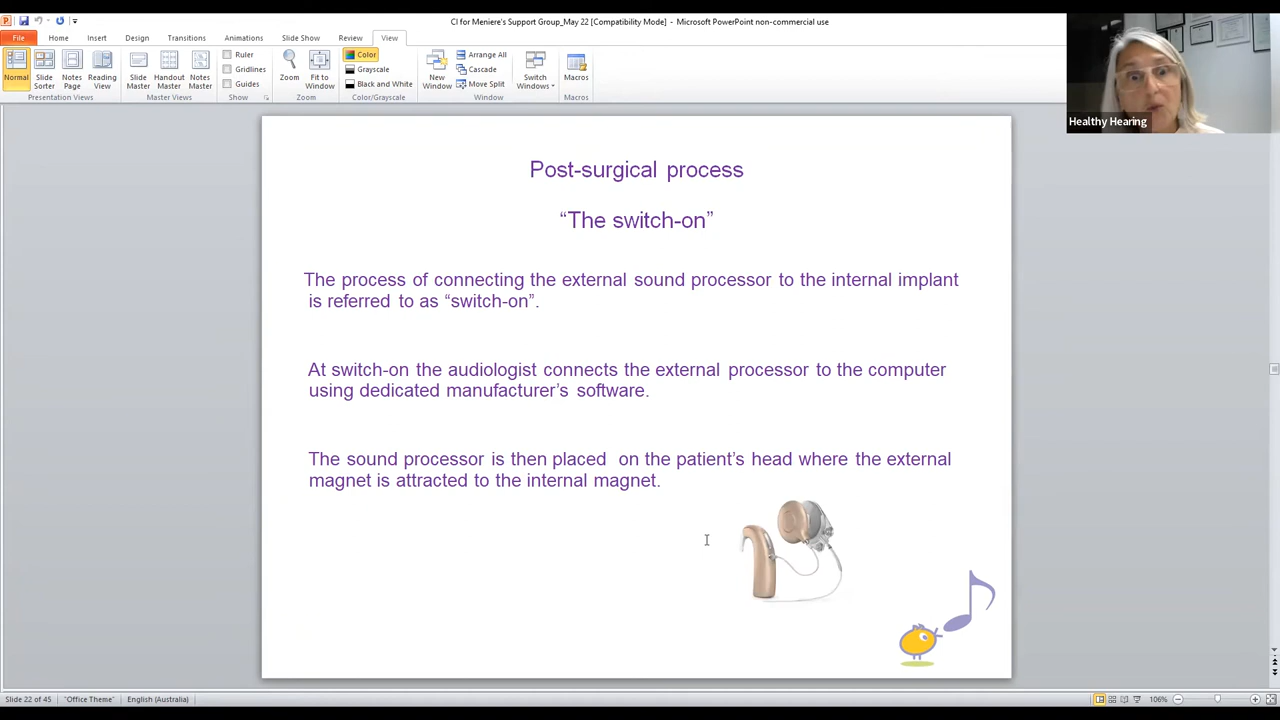 CI for Meniere's Support Group_May 22 [Compatibility Mode] - Microsoft PowerPoint non-commercial use
File Home Insert Design Transitions Animations Slide Show Review View
Normal
Slide Sorter
Notes Page
Reading View
Presentation Views
Slide Master
Handout Master
Notes Master
Master Views
Ruler
Gridlines
Guides
Show
Zoom
Fit to Window
Zoom
Color
Grayscale
Black and White
Color/Grayscale
New Window
Arrange All
Cascade
Move Split
Switch Windows
Window
Macros
Macros
Healthy Hearing
Post-surgical process
“The switch-on”
The process of connecting the external sound processor to the internal implant
is referred to as “switch-on”.
At switch-on the audiologist connects the external processor to the computer
using dedicated manufacturer’s software.
The sound processor is then placed on the patient’s head where the external
magnet is attracted to the internal magnet.
Slide 22 of 45 "Office Theme" English (Australia) 106%